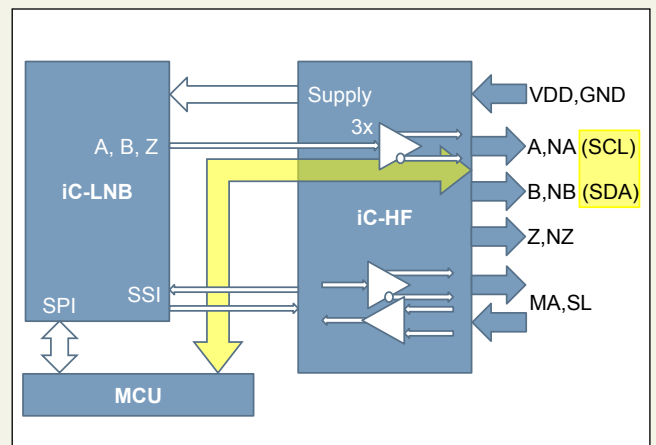 Supply
VDD,GND
3x
A, B, Z
A,NA (SCL)
iC-LNB
B,NB (SDA)
iC-HF
Z,NZ
SSI
SPI
MA,SL
MCU